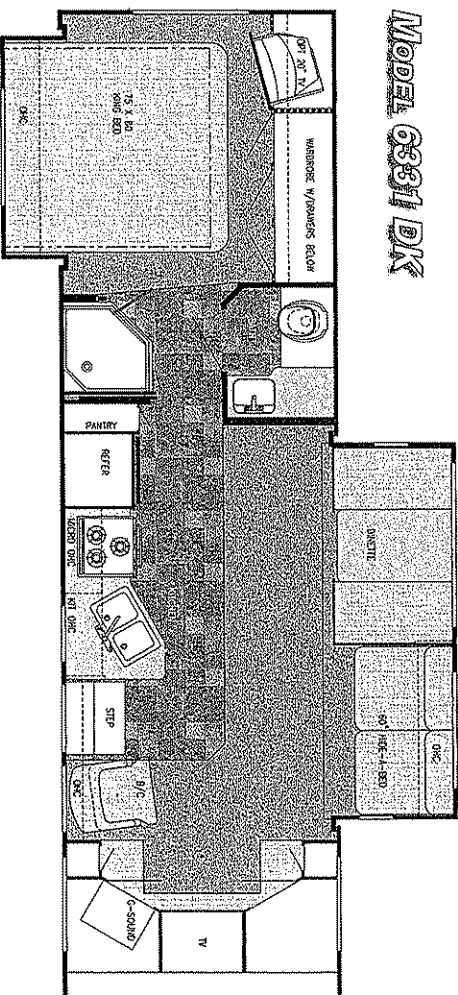 MODEL 6331 DK
OPT 20" TV
WARDROBE W/DRAWERS BELOW
75 X 80
KING BED
OHC
PANTRY
REFER
MICRO OHC
KIT OHC
STEP
DINETTE
60" HIDE-A-BED
OHC
B/C
OHC
G-SOUND
TV